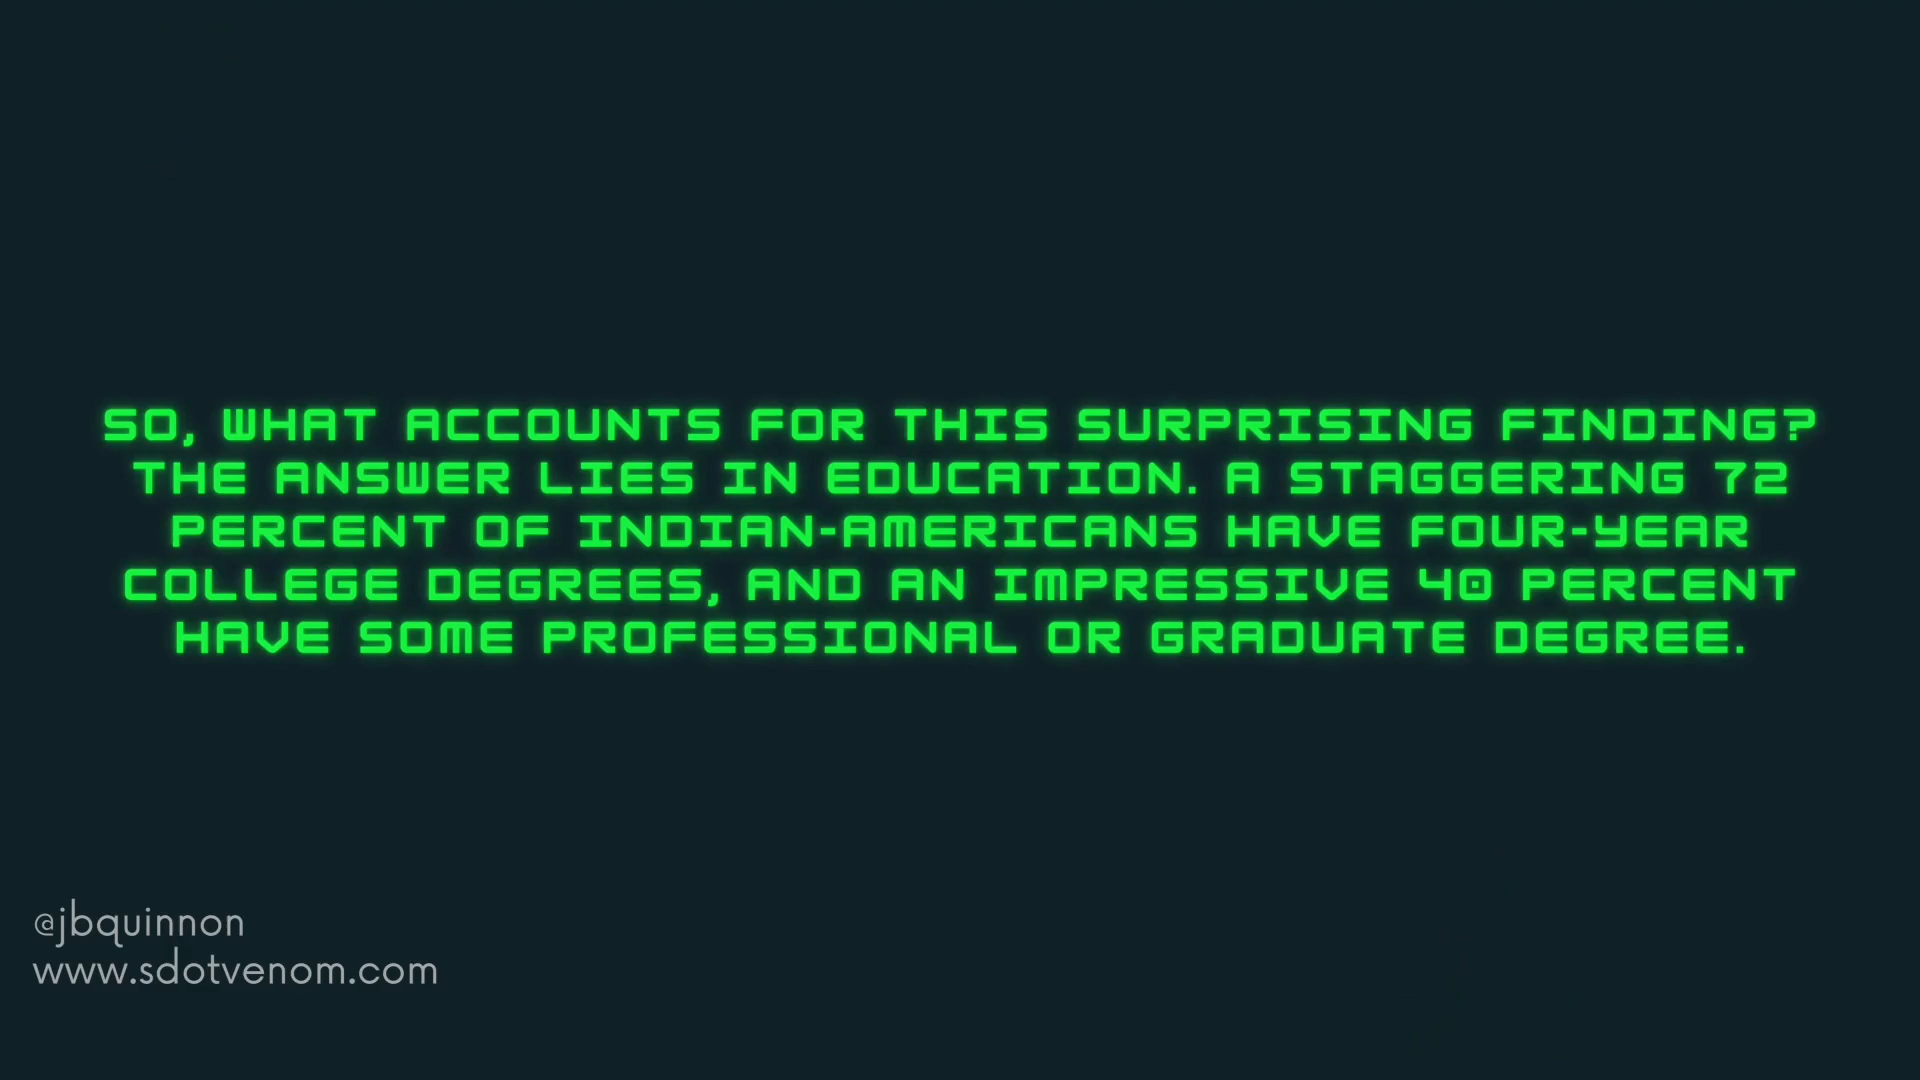 SO, WHAT ACCOUNTS FOR THIS SURPRISING FINDING?
THE ANSWER LIES IN EDUCATION. A STAGGERING 72
PERCENT OF INDIAN-AMERICANS HAVE FOUR-YEAR
COLLEGE DEGREES, AND AN IMPRESSIVE 40 PERCENT
HAVE SOME PROFESSIONAL OR GRADUATE DEGREE.
@jbquinnon
www.sdotvenom.com